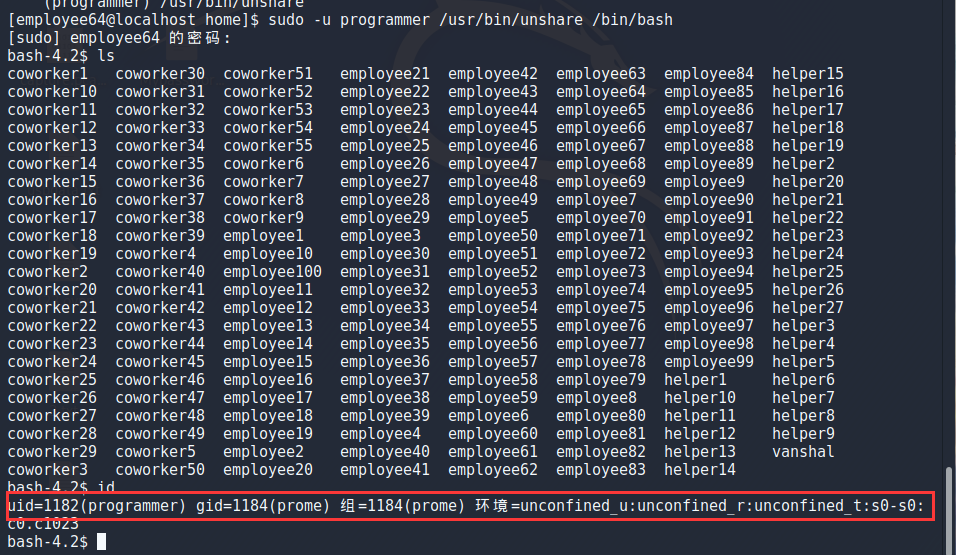 (programmer) /usr/bin/unshare
[employee64@localhost home]$ sudo -u programmer /usr/bin/unshare /bin/bash
[sudo] employee64 的密码：
bash-4.2$ ls
coworker1 coworker30 coworker51 employee21 employee42 employee63 employee84 helper15
coworker10 coworker31 coworker52 employee22 employee43 employee64 employee85 helper16
coworker11 coworker32 coworker53 employee23 employee44 employee65 employee86 helper17
coworker12 coworker33 coworker54 employee24 employee45 employee66 employee87 helper18
coworker13 coworker34 coworker55 employee25 employee46 employee67 employee88 helper19
coworker14 coworker35 coworker6 employee26 employee47 employee68 employee89 helper2
coworker15 coworker36 coworker7 employee27 employee48 employee69 employee9 helper20
coworker16 coworker37 coworker8 employee28 employee49 employee7 employee90 helper21
coworker17 coworker38 coworker9 employee29 employee5 employee70 employee91 helper22
coworker18 coworker39 employee1 employee3 employee50 employee71 employee92 helper23
coworker19 coworker4 employee10 employee30 employee51 employee72 employee93 helper24
coworker2 coworker40 employee100 employee31 employee52 employee73 employee94 helper25
coworker20 coworker41 employee11 employee32 employee53 employee74 employee95 helper26
coworker21 coworker42 employee12 employee33 employee54 employee75 employee96 helper27
coworker22 coworker43 employee13 employee34 employee55 employee76 employee97 helper3
coworker23 coworker44 employee14 employee35 employee56 employee77 employee98 helper4
coworker24 coworker45 employee15 employee36 employee57 employee78 employee99 helper5
coworker25 coworker46 employee16 employee37 employee58 employee79 helper1 helper6
coworker26 coworker47 employee17 employee38 employee59 employee8 helper10 helper7
coworker27 coworker48 employee18 employee39 employee6 employee80 helper11 helper8
coworker28 coworker49 employee19 employee4 employee60 employee81 helper12 helper9
coworker29 coworker5 employee2 employee40 employee61 employee82 helper13 vanshal
coworker3 coworker50 employee20 employee41 employee62 employee83 helper14
bash-4.2$ id
uid=1182(programmer) gid=1184(prome) 组=1184(prome) 环境=unconfined_u:unconfined_r:unconfined_t:s0-s0:
c0.c1023
bash-4.2$